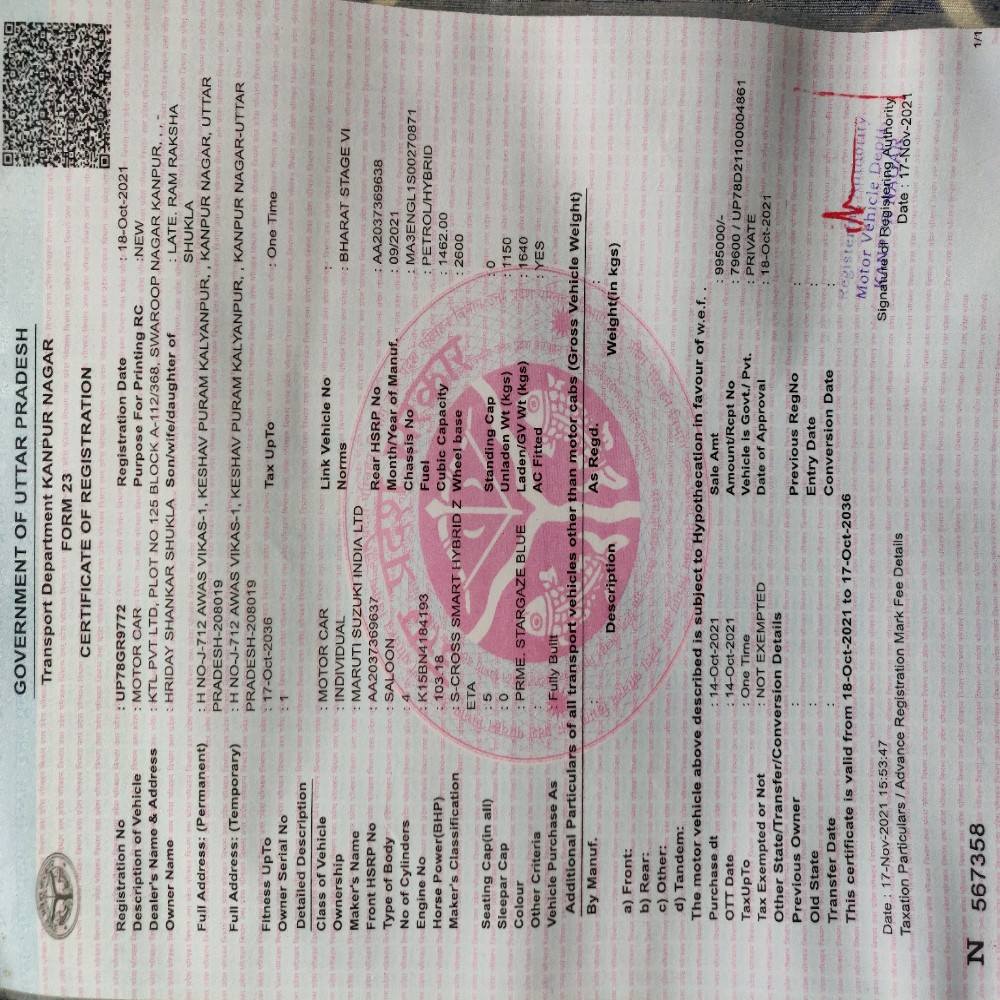 GOVERNMENT OF UTTAR PRADESH
Transport Department KANPUR NAGAR
FORM 23
CERTIFICATE OF REGISTRATION
Registration No : UP78GR9772 Registration Date : 18-Oct-2021
Description of Vehicle : MOTOR CAR Purpose For Printing RC :NEW
Dealer's Name & Address : KTL PVT LTD, PLOT NO 125 BLOCK A-112/368, SWAROOP NAGAR KANPUR, , , -
Owner Name : HRIDAY SHANKAR SHUKLA Son/wife/daughter of : LATE. RAM RAKSHA
SHUKLA
Full Address: (Permanent) : H NO-J-712 AWAS VIKAS-1, KESHAV PURAM KALYANPUR, , KANPUR NAGAR, UTTAR
PRADESH-208019
Full Address: (Temporary) : H NO-J-712 AWAS VIKAS-1, KESHAV PURAM KALYANPUR, , KANPUR NAGAR-UTTAR
PRADESH-208019
Fitness UpTo : 17-Oct-2036 Tax UpTo : One Time
Owner Serial No : 1
Detailed Description
Class of Vehicle : MOTOR CAR Link Vehicle No :
Ownership : INDIVIDUAL Norms : BHARAT STAGE VI
Maker's Name : MARUTI SUZUKI INDIA LTD
Front HSRP No : AA2037369637 Rear HSRP No : AA2037369638
Type of Body : SALOON Month/Year of Manuf. : 09/2021
No of Cylinders : 4 Chassis No : MA3ENGL1S00270871
Engine No : K15BN4184193 Fuel : PETROL/HYBRID
Horse Power(BHP) : 103.18 Cubic Capacity : 1462.00
Maker's Classification : S-CROSS SMART HYBRID Z Wheel base : 2600
ETA
Seating Cap(in all) : 5 Standing Cap : 0
Sleepar Cap : 0 Unladen Wt (kgs) : 1150
Colour : PRME. STARGAZE BLUE Laden/GV Wt (kgs) : 1640
Other Criteria : AC Fitted YES
Vehicle Purchase As : Fully Built
Additional Particulars of all transport vehicles other than motor cabs (Gross Vehicle Weight)
By Manuf. Description As Regd. Weight(in kgs)
a) Front:
b) Rear:
c) Other:
d) Tandem:
The motor vehicle above described is subject to Hypothecation in favour of w.e.f. .
Purchase dt : 14-Oct-2021 Sale Amt : 995000/-
OTT Date : 14-Oct-2021 Amount/Rcpt No : 79600 / UP78D21100004861
TaxUpTo : One Time Vehicle is Govt./ Pvt. : PRIVATE
Tax Exempted or Not : NOT EXEMPTED Date of Approval : 18-Oct-2021
Other State/Transfer/Conversion Details
Previous Owner : Previous RegNo :
Old State : Entry Date :
Transfer Date : Conversion Date :
This certificate is valid from 18-Oct-2021 to 17-Oct-2036
Motor Vehicle Deptt.
Signature of Registering Authority
Date : 17-Nov-2021 15:53:47 Date : 17-Nov-2021
Taxation Particulars / Advance Registration Mark Fee Details
N 567358
1/1